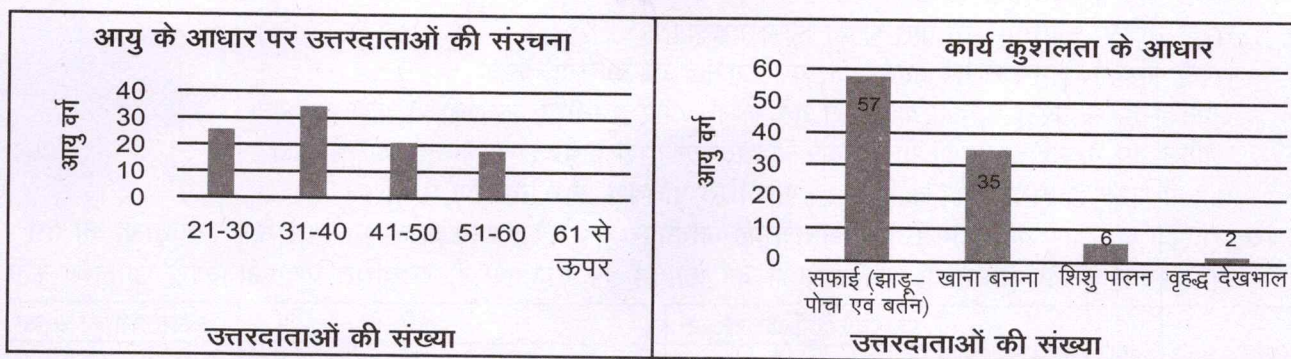 आयु के आधार पर उत्तरदाताओं की संरचना
आयु वर्ग
40
30
20
10
0
21-30 31-40 41-50 51-60 61 से
ऊपर
उत्तरदाताओं की संख्या
कार्य कुशलता के आधार
आयु वर्ग
60
50
40
30
20
10
0
57
35
6
2
सफाई (झाड़ू– खाना बनाना शिशु पालन वृहद्ध देखभाल
पोचा एवं बर्तन)
उत्तरदाताओं की संख्या